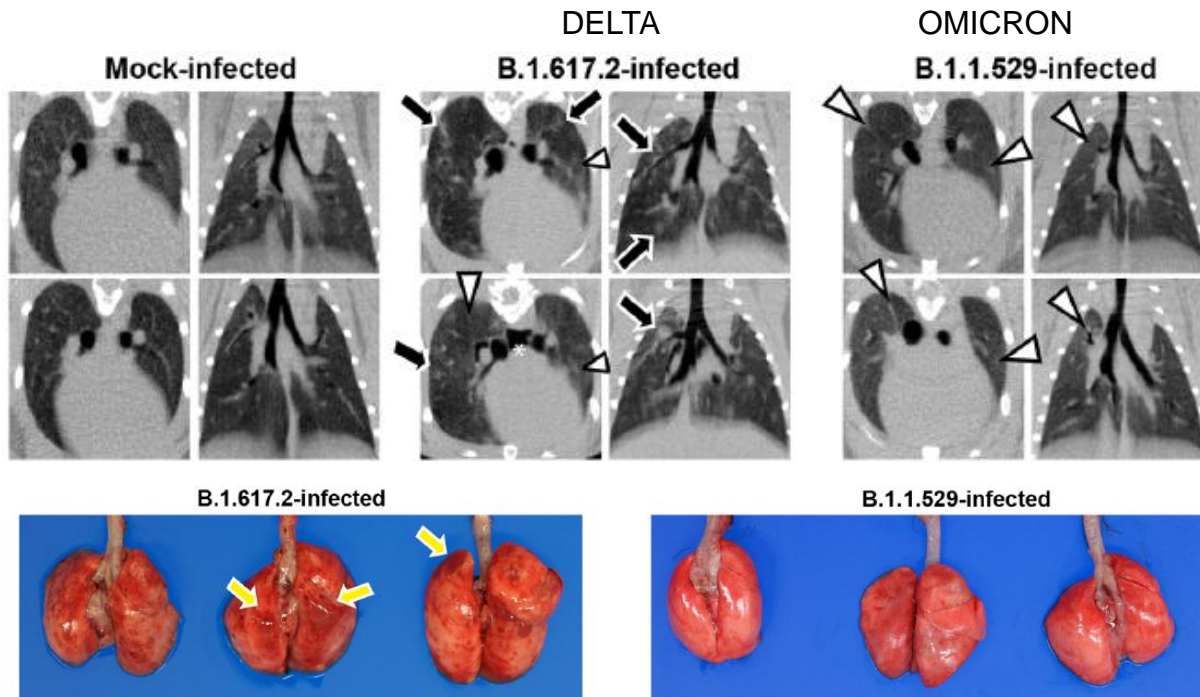 DELTA
OMICRON
Mock-infected
B.1.617.2-infected
B.1.1.529-infected
*
B.1.617.2-infected
B.1.1.529-infected